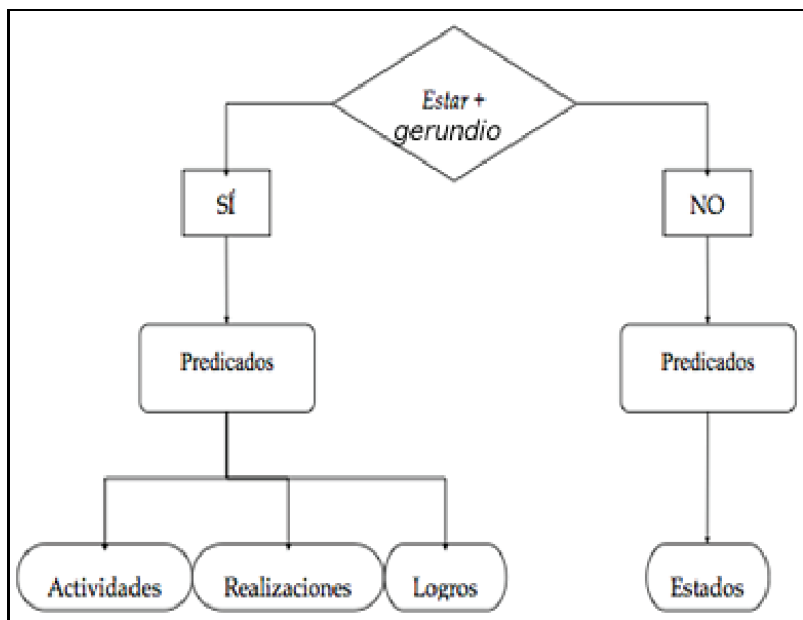 Estar +
gerundio
SÍ
NO
Predicados
Predicados
Actividades
Realizaciones
Logros
Estados